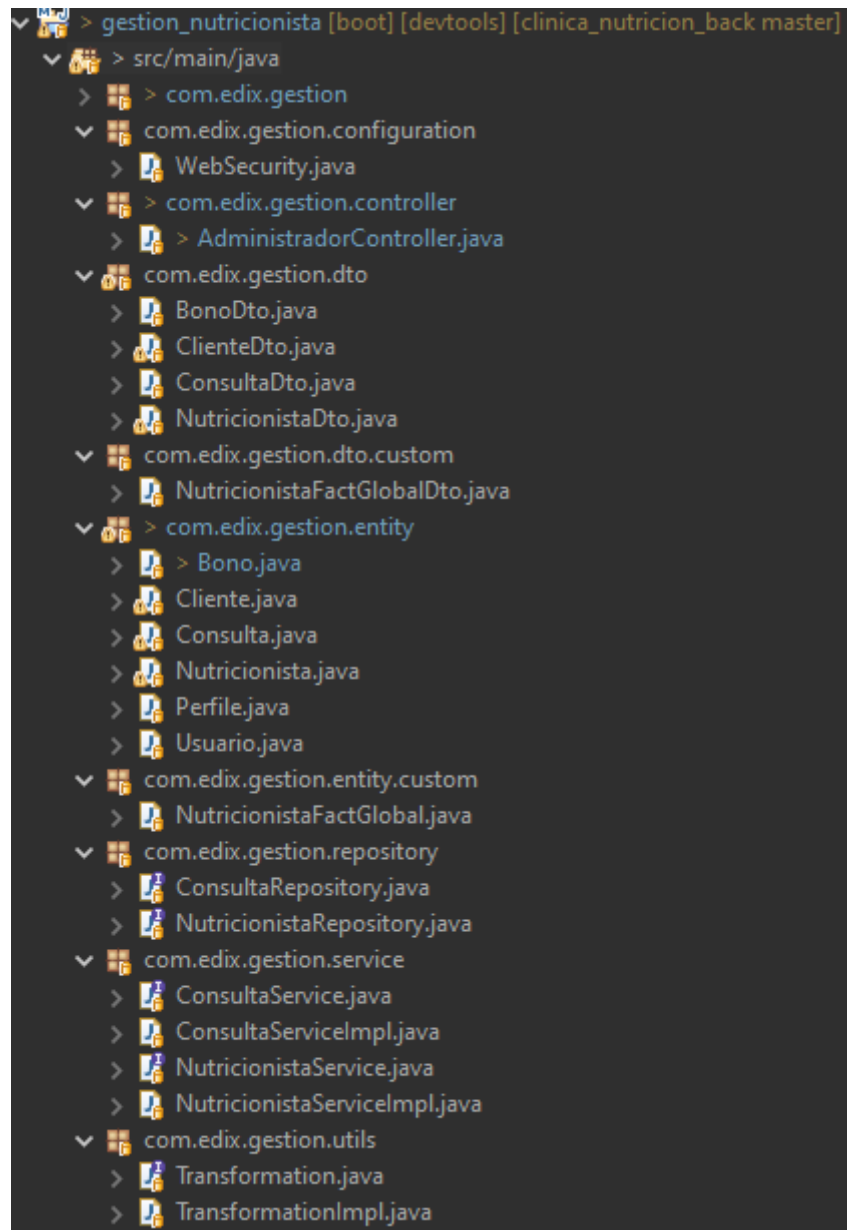 > gestion_nutricionista [boot] [devtools] [clinica_nutricion_back master]
> src/main/java
> com.edix.gestion
com.edix.gestion.configuration
WebSecurity.java
> com.edix.gestion.controller
> AdministradorController.java
com.edix.gestion.dto
BonoDto.java
ClienteDto.java
ConsultaDto.java
NutricionistaDto.java
com.edix.gestion.dto.custom
NutricionistaFactGlobalDto.java
> com.edix.gestion.entity
> Bono.java
Cliente.java
Consulta.java
Nutricionista.java
Perfile.java
Usuario.java
com.edix.gestion.entity.custom
NutricionistaFactGlobal.java
com.edix.gestion.repository
ConsultaRepository.java
NutricionistaRepository.java
com.edix.gestion.service
ConsultaService.java
ConsultaServiceImpl.java
NutricionistaService.java
NutricionistaServiceImpl.java
com.edix.gestion.utils
Transformation.java
TransformationImpl.java